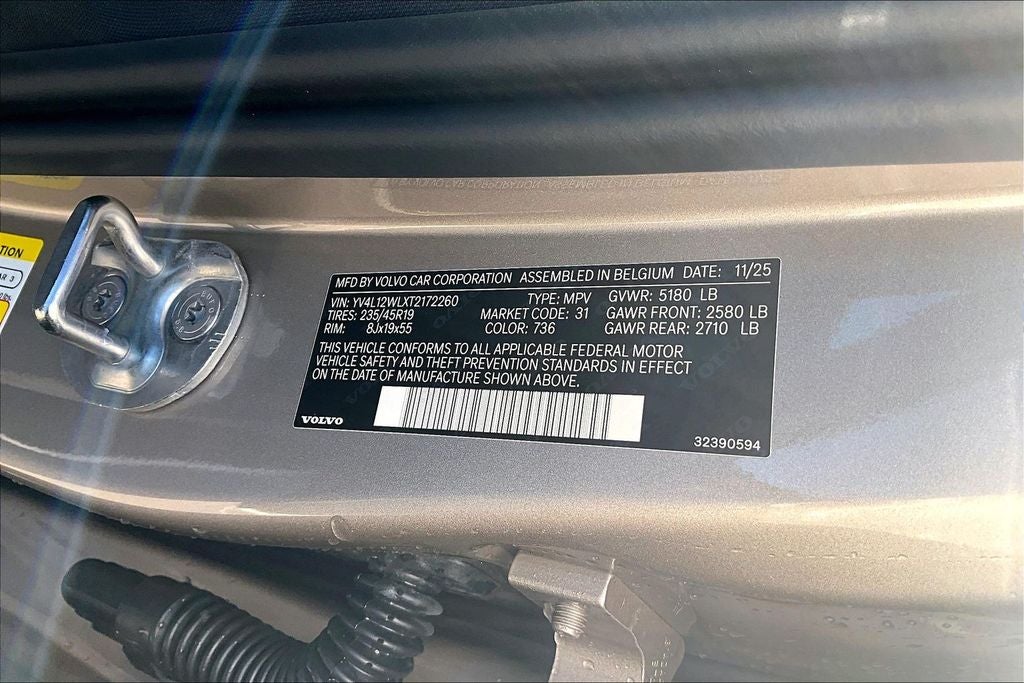 MFD BY VOLVO CAR CORPORATION ASSEMBLED IN BELGIUM DATE: 11/25
VIN: YV4L12WLXT2172260 TYPE: MPV GVWR: 5180 LB
TIRES: 235/45R19 MARKET CODE: 31 GAWR FRONT: 2580 LB
RIM: 8Jx19x55 COLOR: 736 GAWR REAR: 2710 LB
THIS VEHICLE CONFORMS TO ALL APPLICABLE FEDERAL MOTOR
VEHICLE SAFETY AND THEFT PREVENTION STANDARDS IN EFFECT
ON THE DATE OF MANUFACTURE SHOWN ABOVE.
VOLVO
32390594
TION
AR 3